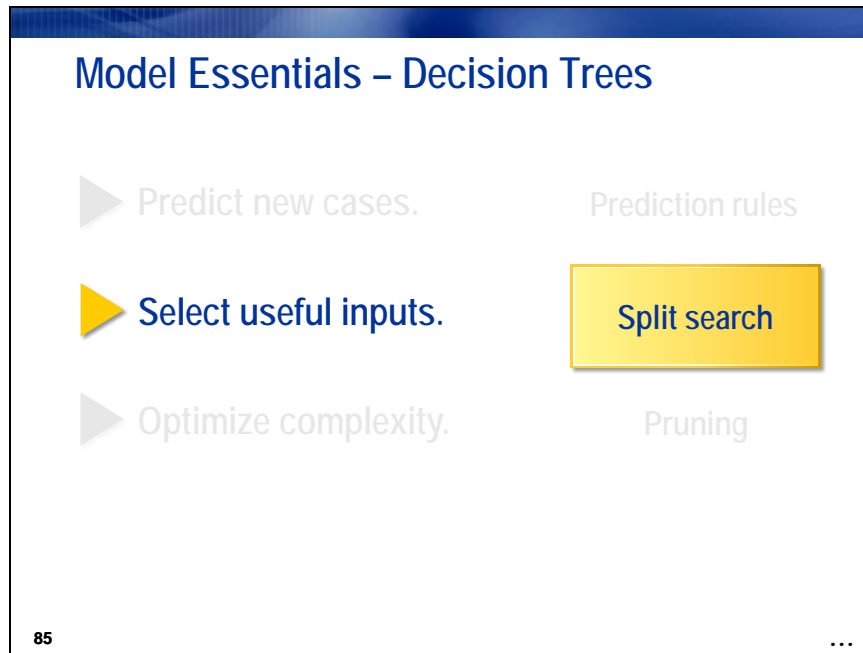 Model Essentials – Decision Trees
Predict new cases. Prediction rules
Select useful inputs. Split search
Optimize complexity. Pruning
85 ...